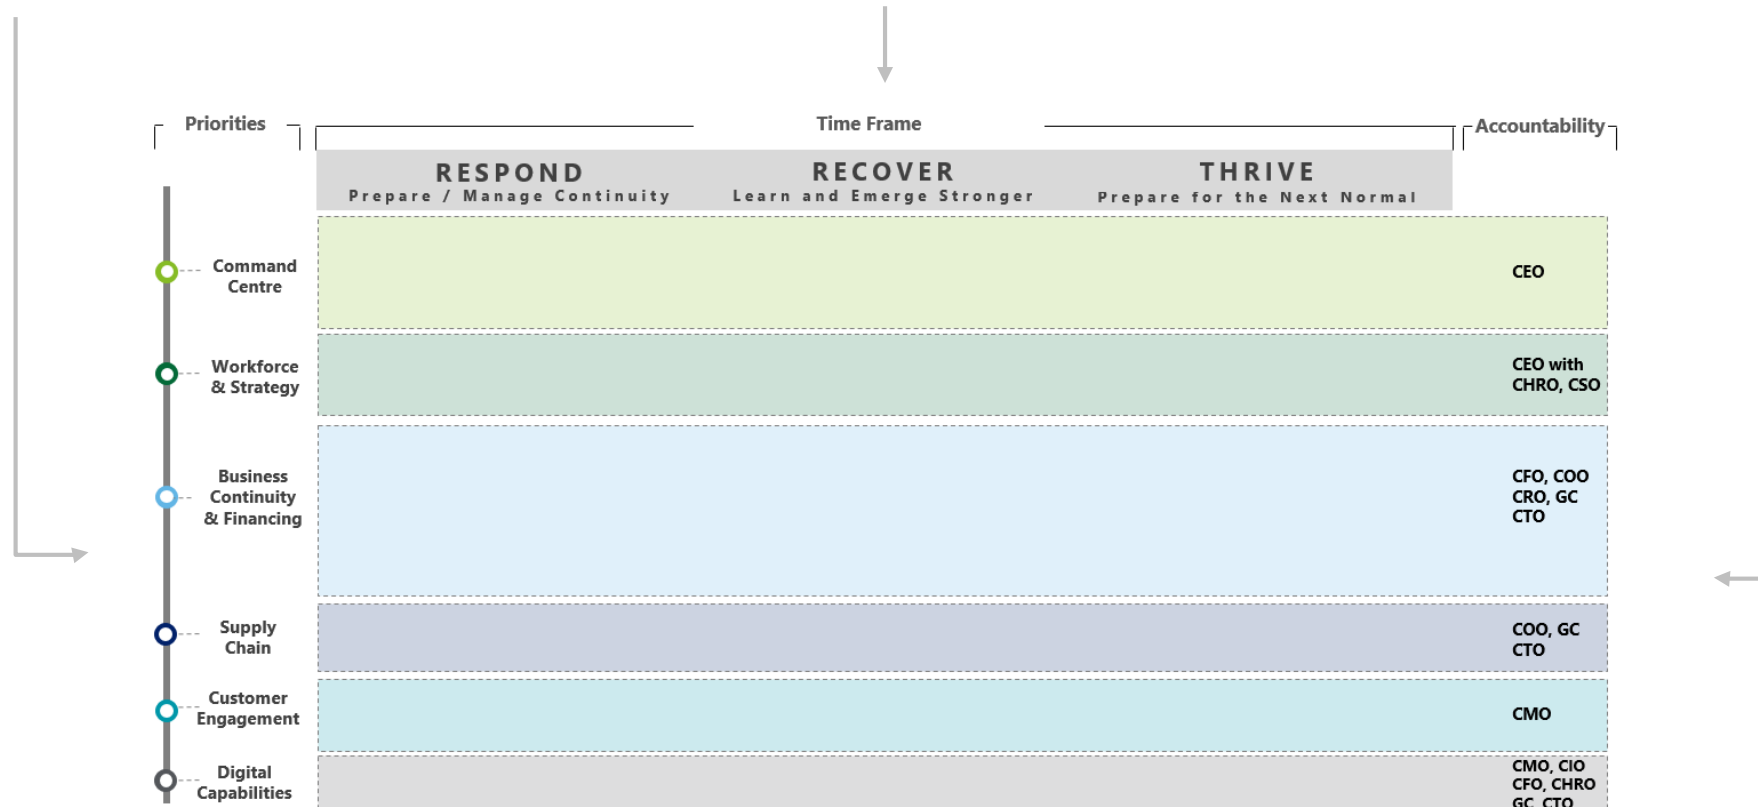 Priorities
Time Frame
Accountability
RESPOND
Prepare / Manage Continuity
RECOVER
Learn and Emerge Stronger
THRIVE
Prepare for the Next Normal
Command
Centre
CEO
Workforce
& Strategy
CEO with
CHRO, CSO
Business
Continuity
& Financing
CFO, COO
CRO, GC
CTO
Supply
Chain
COO, GC
CTO
Customer
Engagement
CMO
Digital
Capabilities
CMO, CIO
CFO, CHRO
GC, CTO